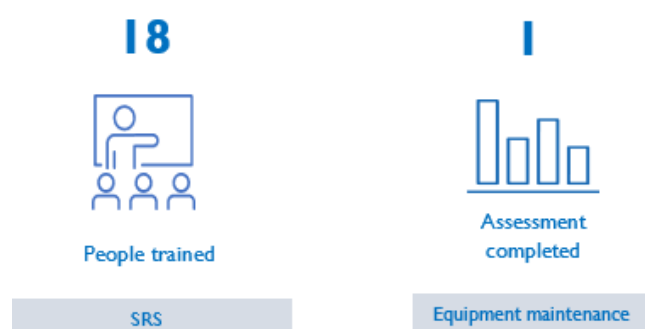 18
People trained
SRS
1
Assessment
completed
Equipment maintenance